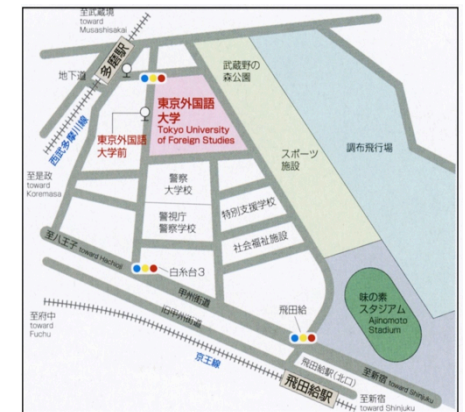 至武蔵境
toward
Musashisakai
多磨駅
地下道
西武多摩川線
東京外国語
大学
Tokyo University
of Foreign Studies
東京外国語
大学前
武蔵野の
森公園
スポーツ
施設
調布飛行場
至是政
toward
Koremasa
警察
大学校
警視庁
警察学校
特別支援学校
社会福祉施設
至八王子 toward Hachioji
白糸台3
甲州街道
旧甲州街道
至府中
toward
Fuchu
京王線
飛田給
味の素
スタジアム
Ajinomoto
Stadium
飛田給駅(北口)
飛田給駅
至新宿 toward Shinjuku
至新宿
toward Shinjuku